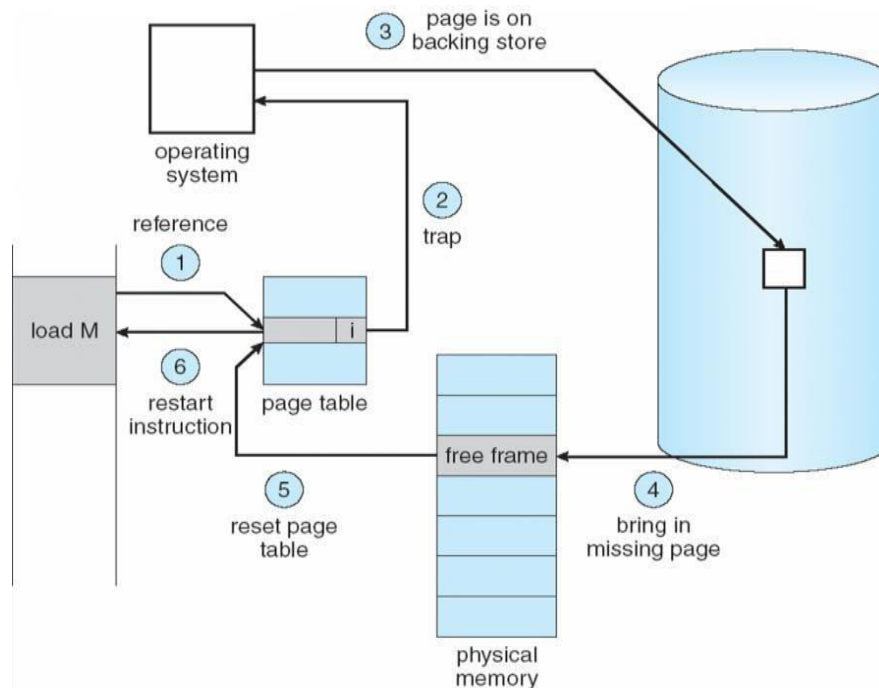 3
page is on
backing store
operating
system
2
trap
reference
1
load M
i
6
restart
instruction
page table
free frame
5
reset page
table
4
bring in
missing page
physical
memory